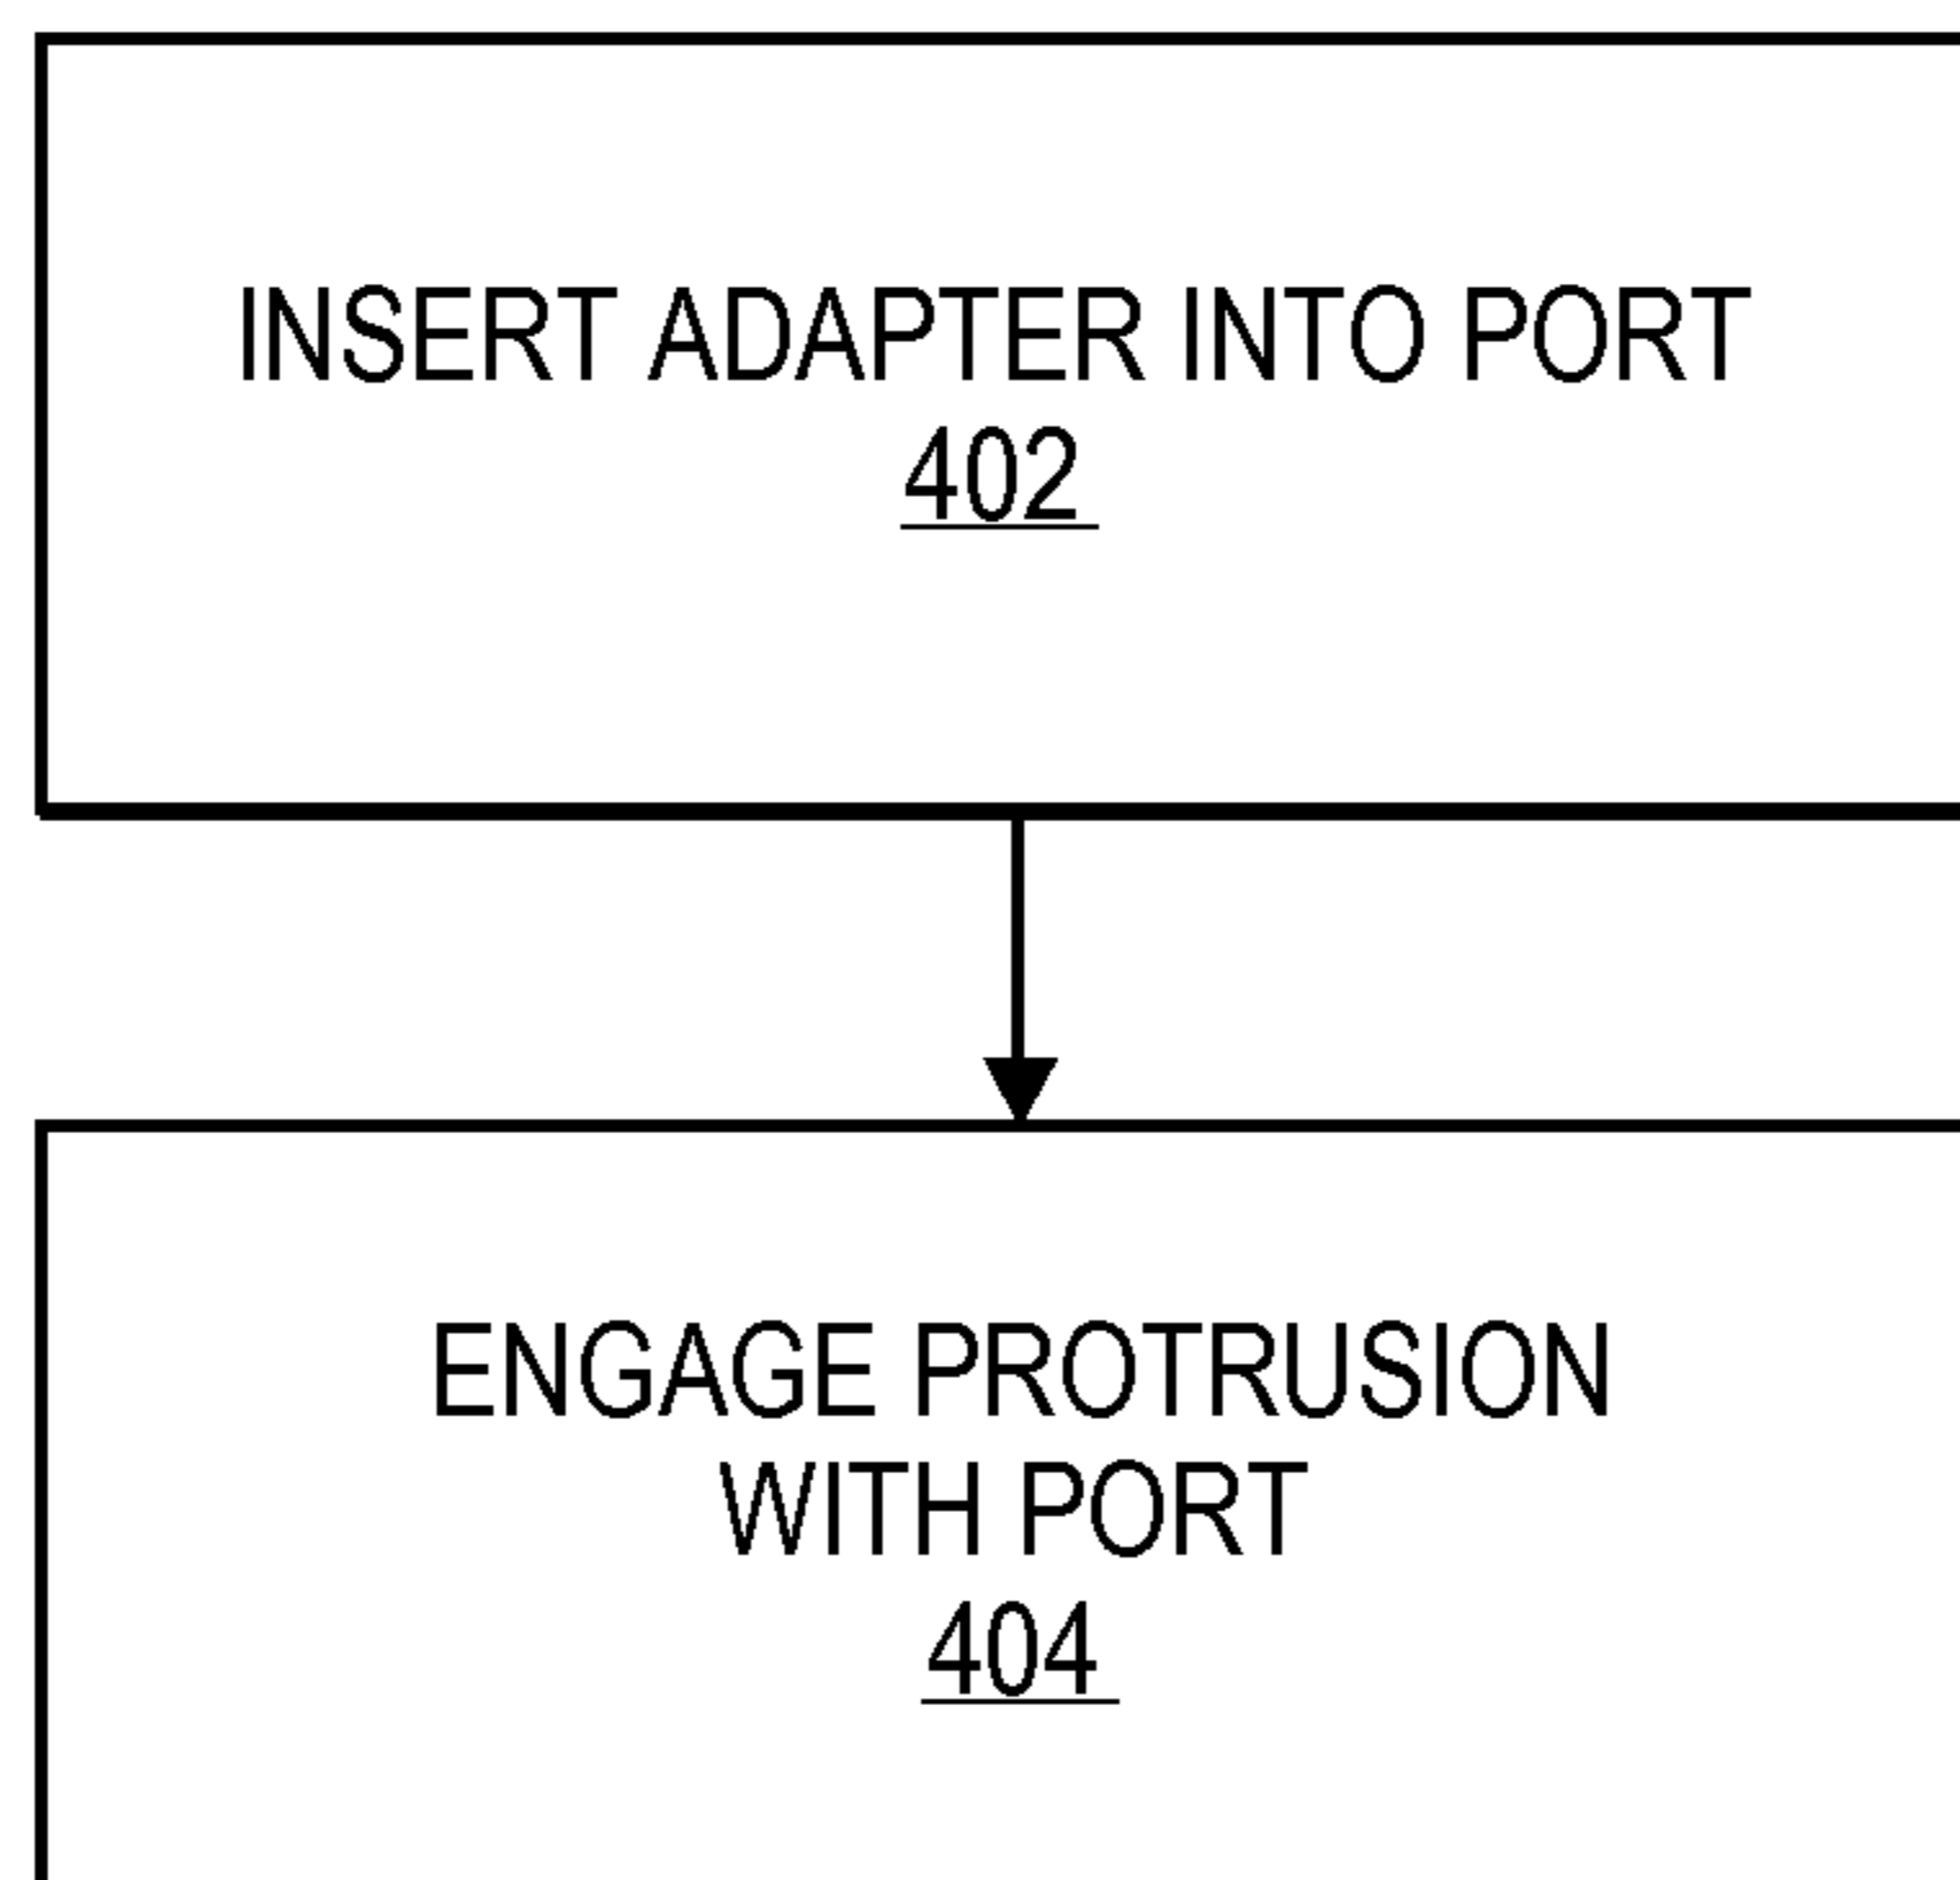 INSERT ADAPTER INTO PORT
402
ENGAGE PROTRUSION
WITH PORT
404